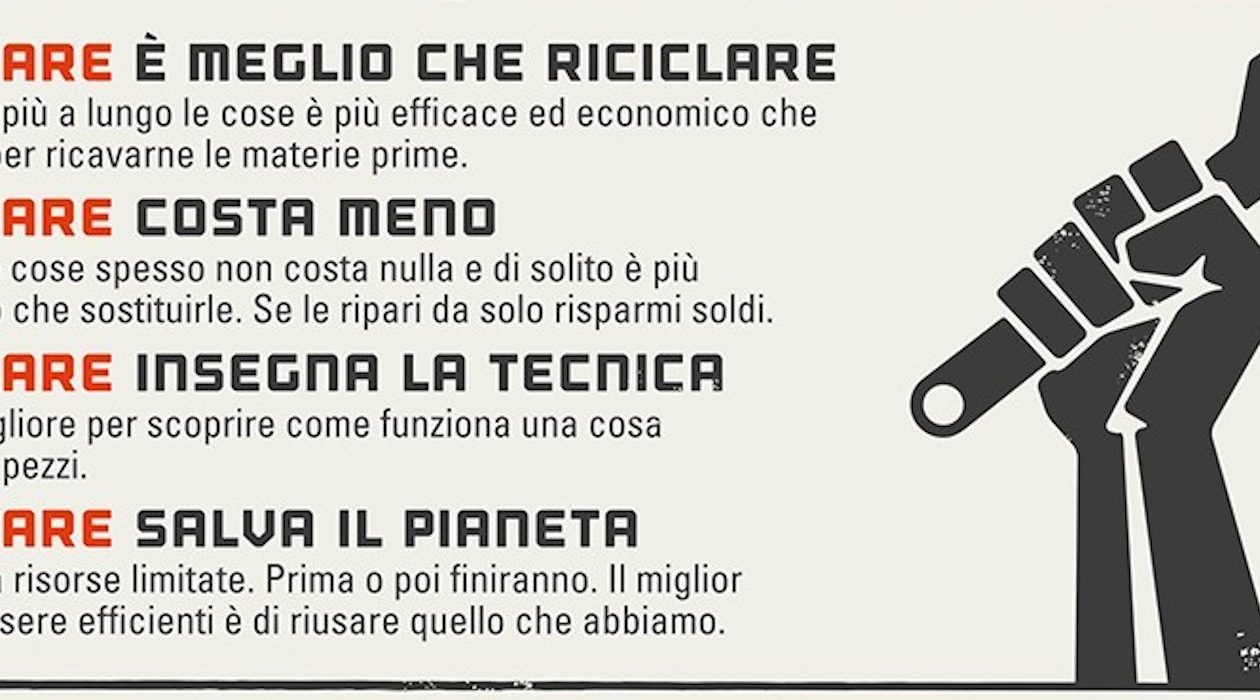 ARE È MEGLIO CHE RICICLARE
più a lungo le cose è più efficace ed economico che
per ricavarne le materie prime.
ARE COSTA MENO
cose spesso non costa nulla e di solito è più
che sostituirle. Se le ripari da solo risparmi soldi.
ARE INSEGNA LA TECNICA
gliore per scoprire come funziona una cosa
pezzi.
ARE SALVA IL PIANETA
risorse limitate. Prima o poi finiranno. Il miglior
sere efficienti è di riusare quello che abbiamo.